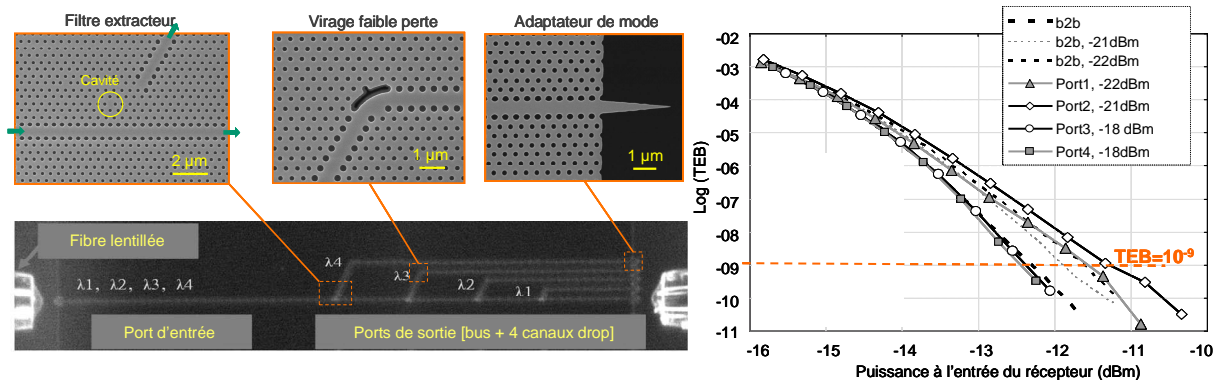 Filtre extracteur
Virage faible perte
Adaptateur de mode
Cavité
2 µm
1 µm
1 µm
Fibre lentillée
λ1, λ2, λ3, λ4
λ4
λ3
λ2
λ1
Port d'entrée
Ports de sortie [bus + 4 canaux drop]
Log (TEB)
-02
-03
-04
-05
-06
-07
-08
-09
-10
-11
-16
-15
-14
-13
-12
-11
-10
Puissance à l'entrée du récepteur (dBm)
b2b
b2b, -21dBm
b2b, -22dBm
Port1, -22dBm
Port2, -21dBm
Port3, -18 dBm
Port4, -18dBm
TEB=10⁻⁹